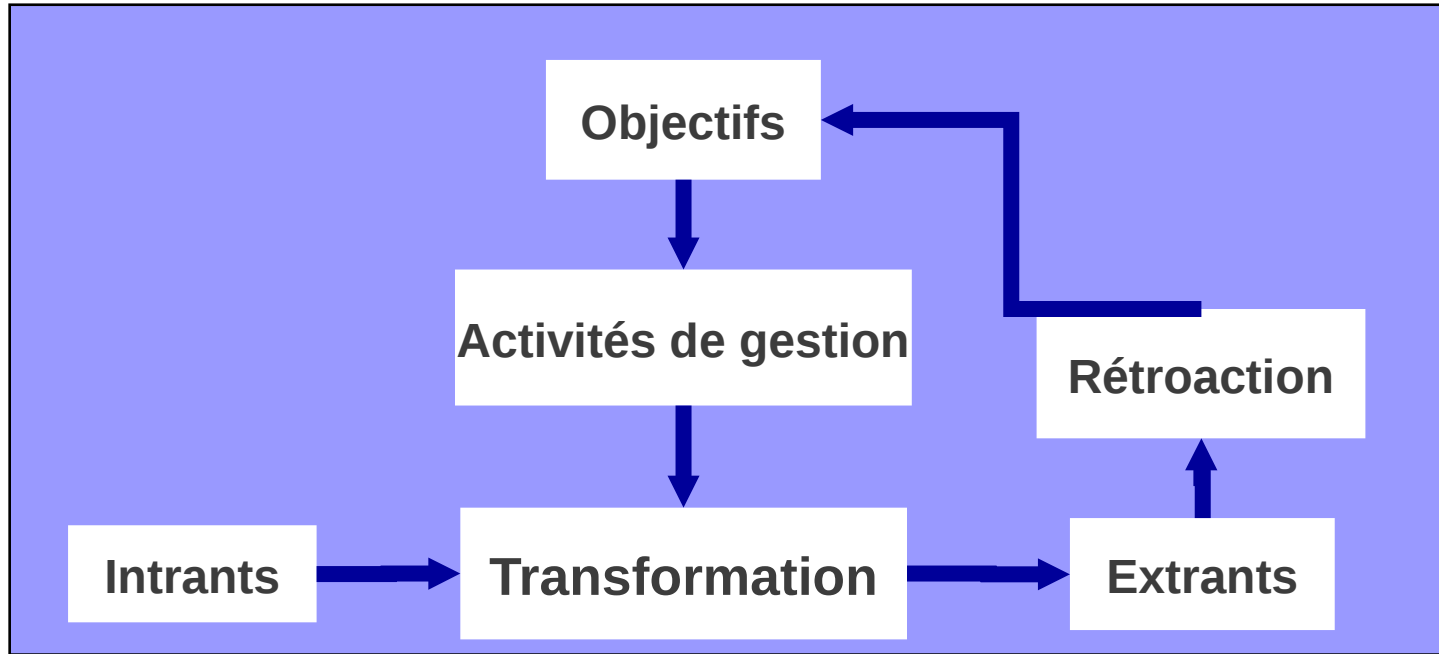 Objectifs
Activités de gestion
Rétroaction
Intrants
Transformation
Extrants